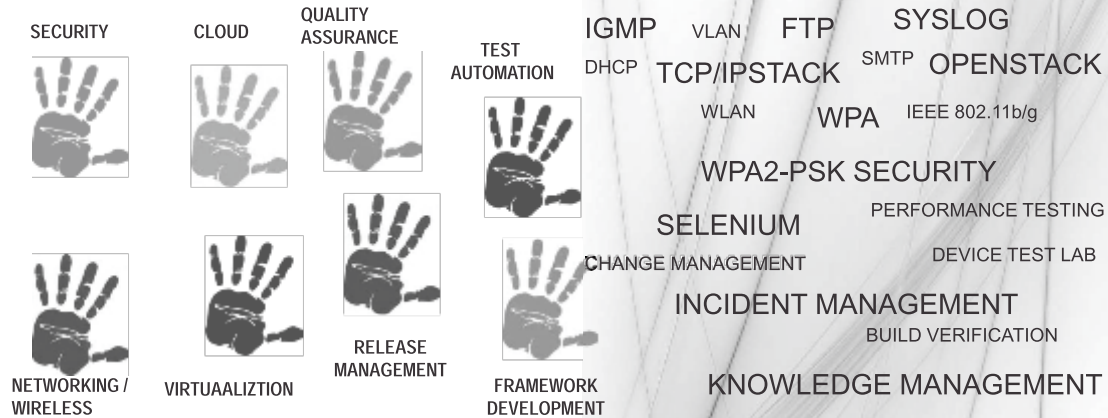 SECURITY
CLOUD
QUALITY
ASSURANCE
TEST
AUTOMATION
NETWORKING /
WIRELESS
VIRTUAALIZTION
RELEASE
MANAGEMENT
FRAMEWORK
DEVELOPMENT
IGMP VLAN FTP SYSLOG
DHCP TCP/IPSTACK SMTP OPENSTACK
WLAN WPA IEEE 802.11b/g
WPA2-PSK SECURITY
SELENIUM PERFORMANCE TESTING
CHANGE MANAGEMENT DEVICE TEST LAB
INCIDENT MANAGEMENT
BUILD VERIFICATION
KNOWLEDGE MANAGEMENT